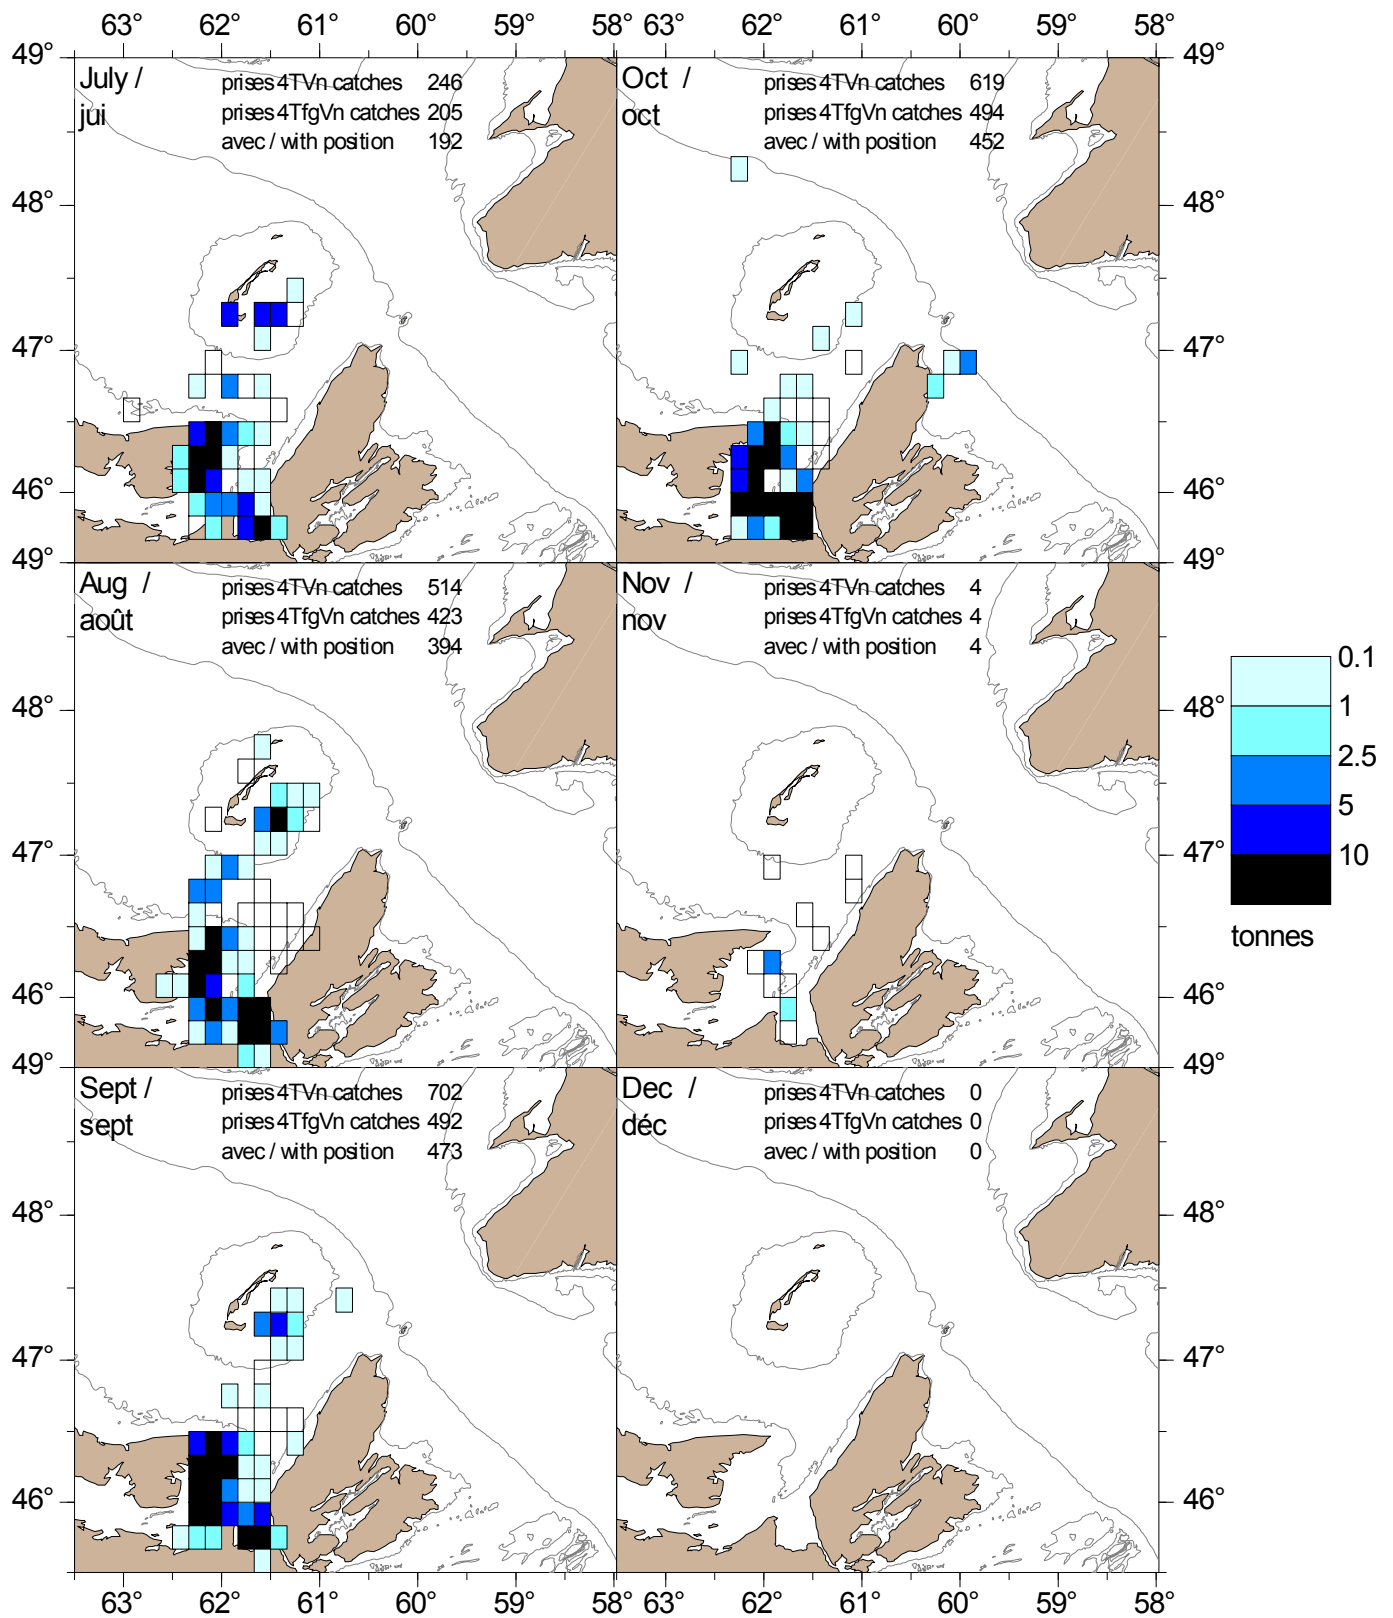 63° 62° 61° 60° 59° 58° 63° 62° 61° 60° 59° 58°
49° 49°
July / jui
prises 4TVn catches 246
prises 4TfgVn catches 205
avec / with position 192
Oct / oct
prises 4TVn catches 619
prises 4TfgVn catches 494
avec / with position 452
48° 48°
47° 47°
46° 46°
49° 49°
Aug / août
prises 4TVn catches 514
prises 4TfgVn catches 423
avec / with position 394
Nov / nov
prises 4TVn catches 4
prises 4TfgVn catches 4
avec / with position 4
48° 48°
47° 47°
46° 46°
0.1
1
2.5
5
10
tonnes
49° 49°
Sept / sept
prises 4TVn catches 702
prises 4TfgVn catches 492
avec / with position 473
Dec / déc
prises 4TVn catches 0
prises 4TfgVn catches 0
avec / with position 0
48° 48°
47° 47°
46° 46°
63° 62° 61° 60° 59° 58° 63° 62° 61° 60° 59° 58°